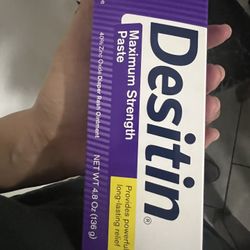 Desitin®
Maximum Strength
Paste
40% Zinc Oxide Diaper Rash Ointment
Provides powerful
long-lasting relief
NET WT 4.8 Oz (136 g)